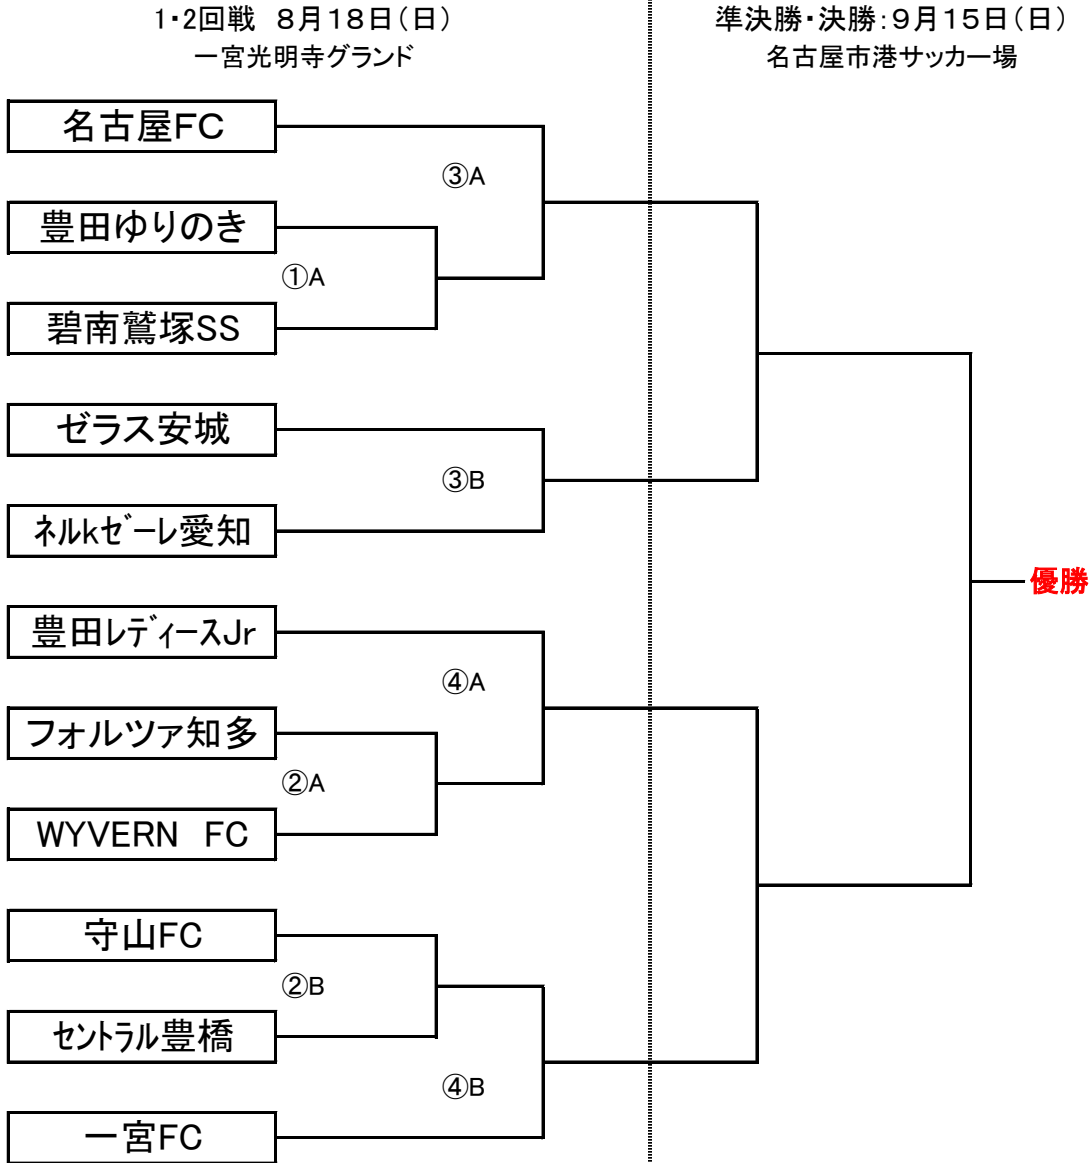 1・2回戦　8月18日(日)
一宮光明寺グランド
準決勝・決勝:9月15日(日)
名古屋市港サッカー場
名古屋FC
③A
豊田ゆりのき
①A
碧南鷲塚SS
ゼラス安城
③B
ﾈﾙkｾﾞｰﾚ愛知
優勝
豊田ﾚﾃﾞｨｰｽJr
④A
フォルツァ知多
②A
WYVERN　FC
守山FC
②B
ｾﾝﾄﾗﾙ豊橋
④B
一宮FC